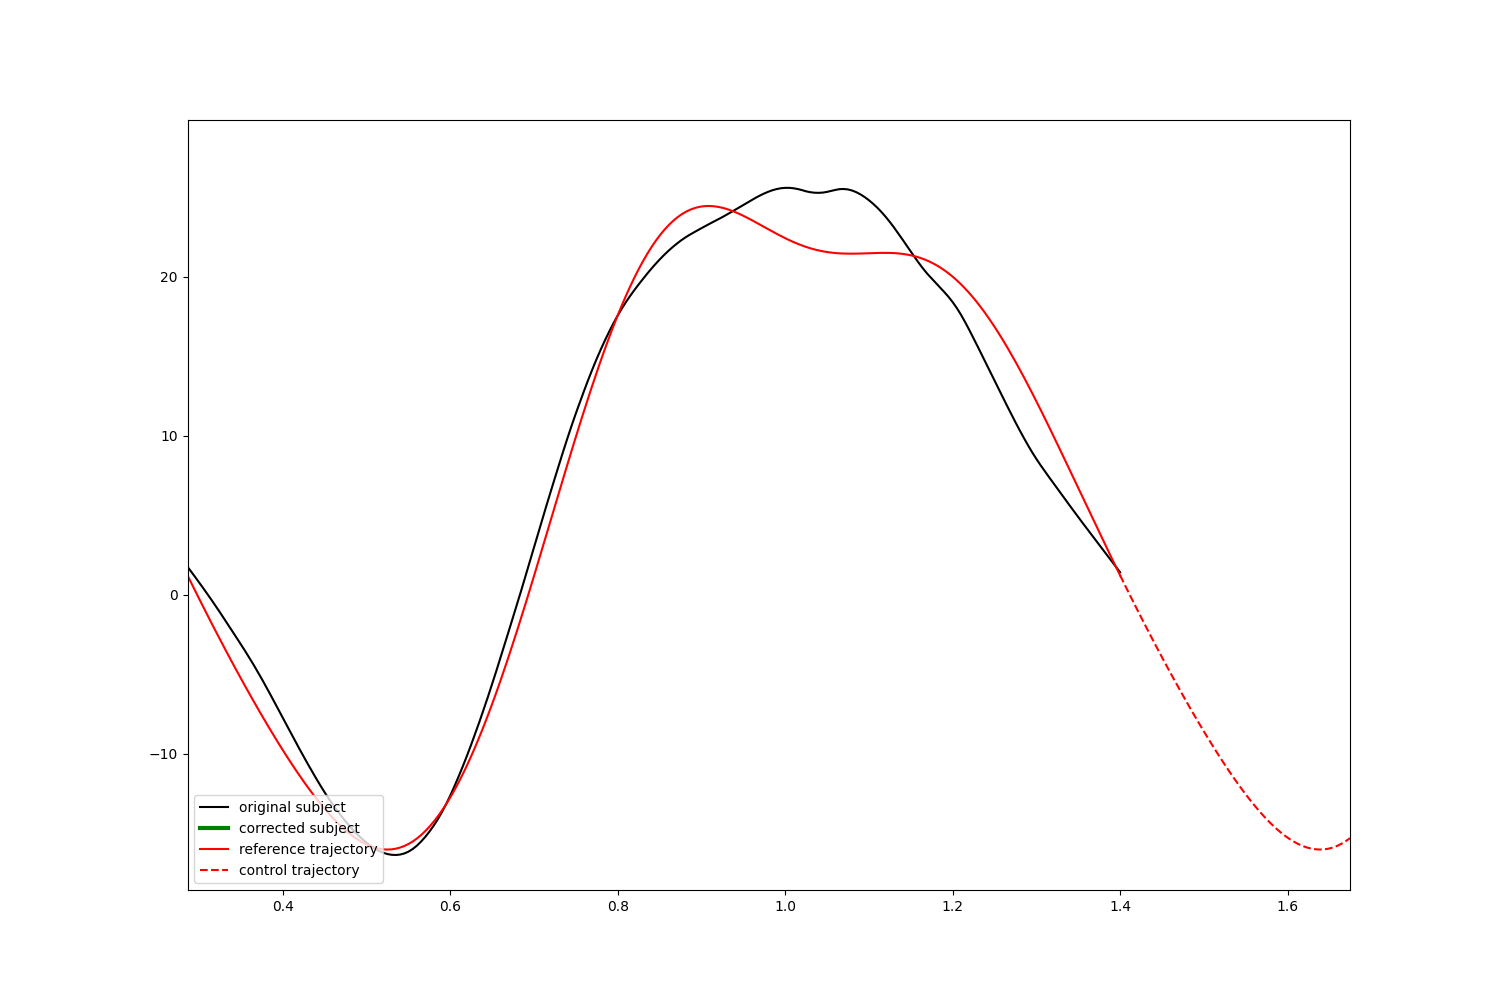 20
10
0
−10
original subject
corrected subject
reference trajectory
control trajectory
0.4 0.6 0.8 1.0 1.2 1.4 1.6